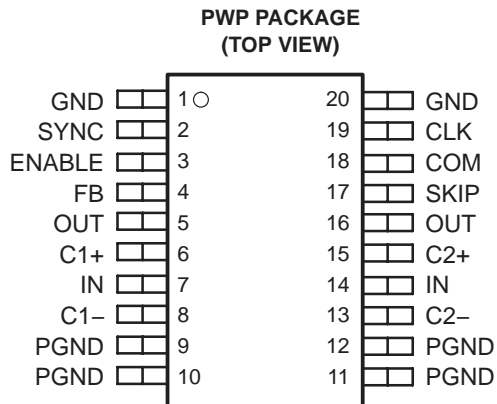 PWP PACKAGE
(TOP VIEW)
GND 1 20 GND
SYNC 2 19 CLK
ENABLE 3 18 COM
FB 4 17 SKIP
OUT 5 16 OUT
C1+ 6 15 C2+
IN 7 14 IN
C1− 8 13 C2−
PGND 9 12 PGND
PGND 10 11 PGND